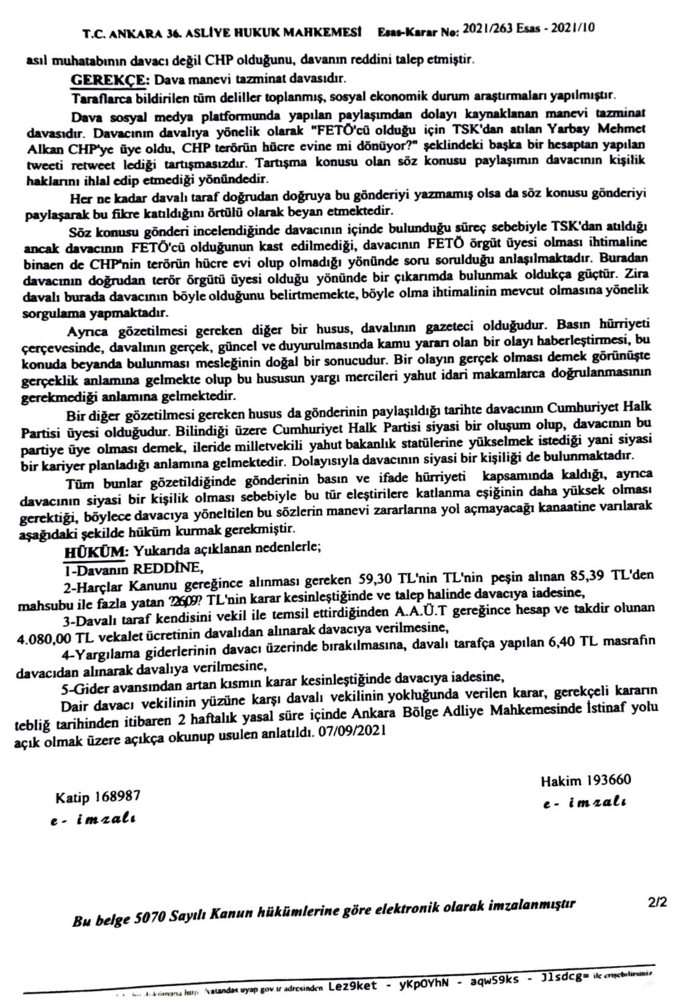 T.C. ANKARA 36. ASLİYE HUKUK MAHKEMESİ Esas-Karar No: 2021/263 Esas - 2021/10
asıl muhatabının davacı değil CHP olduğunu, davanın reddini talep etmiştir.
GEREKÇE: Dava manevi tazminat davasıdır.
Taraflarca bildirilen tüm deliller toplanmış, sosyal ekonomik durum araştırmaları yapılmıştır.
Dava sosyal medya platformunda yapılan paylaşımdan dolayı kaynaklanan manevi tazminat
davasıdır. Davacının davalıya yönelik olarak "FETÖ'cü olduğu için TSK'dan atılan Yarbay Mehmet
Alkan CHP'ye üye oldu, CHP terörün hücre evine mi dönüyor?" şeklindeki başka bir hesaptan yapılan
tweeti retweet lediği tartışmasızdır. Tartışma konusu olan söz konusu paylaşımın davacının kişilik
haklarını ihlal edip etmediği yönündedir.
Her ne kadar davalı taraf doğrudan doğruya bu gönderiyi yazmamış olsa da söz konusu gönderiyi
paylaşarak bu fikre katıldığını örtülü olarak beyan etmektedir.
Söz konusu gönderi incelendiğinde davacının içinde bulunduğu süreç sebebiyle TSK'dan atıldığı
ancak davacının FETÖ'cü olduğunun kast edilmediği, davacının FETÖ örgüt üyesi olması ihtimaline
binaen de CHP'nin terörün hücre evi olup olmadığı yönünde soru sorulduğu anlaşılmaktadır. Buradan
davacının doğrudan terör örgütü üyesi olduğu yönünde bir çıkarımda bulunmak oldukça güçtür. Zira
davalı burada davacının böyle olduğunu belirtmemekte, böyle olma ihtimalinin mevcut olmasına yönelik
sorgulama yapmaktadır.
Ayrıca gözetilmesi gereken diğer bir husus, davalının gazeteci olduğudur. Basın hürriyeti
çerçevesinde, davalının gerçek, güncel ve duyurulmasında kamu yararı olan bir olayı haberleştirmesi, bu
konuda beyanda bulunması mesleğinin doğal bir sonucudur. Bir olayın gerçek olması demek görünüşte
gerçeklik anlamına gelmekte olup bu hususun yargı mercileri yahut idari makamlarca doğrulanmasının
gerekmediği anlamına gelmektedir.
Bir diğer gözetilmesi gereken husus da gönderinin paylaşıldığı tarihte davacının Cumhuriyet Halk
Partisi üyesi olduğudur. Bilindiği üzere Cumhuriyet Halk Partisi siyasi bir oluşum olup, davacının bu
partiye üye olması demek, ileride milletvekili yahut bakanlık statülerine yükselmek istediği yani siyasi
bir kariyer planladığı anlamına gelmektedir. Dolayısıyla davacının siyasi bir kişiliği de bulunmaktadır.
Tüm bunlar gözetildiğinde gönderinin basın ve ifade hürriyeti kapsamında kaldığı, ayrıca
davacının siyasi bir kişilik olması sebebiyle bu tür eleştirilere katlanma eşiğinin daha yüksek olması
gerektiği, böylece davacıya yöneltilen bu sözlerin manevi zararlarına yol açmayacağı kanaatine varılarak
aşağıdaki şekilde hüküm kurmak gerekmiştir.
HÜKÜM: Yukarıda açıklanan nedenlerle;
1-Davanın REDDİNE,
2-Harçlar Kanunu gereğince alınması gereken 59,30 TL'nin TL'nin peşin alınan 85,39 TL'den
mahsubu ile fazla yatan TL'nin karar kesinleştiğinde ve talep halinde davacıya iadesine,
3-Davalı taraf kendisini vekil ile temsil ettirdiğinden A.A.Ü.T gereğince hesap ve takdir olunan
4.080,00 TL vekalet ücretinin davalıdan alınarak davacıya verilmesine,
4-Yargılama giderlerinin davacı üzerinde bırakılmasına, davalı tarafça yapılan 6,40 TL masrafın
davacıdan alınarak davalıya verilmesine,
5-Gider avansından artan kısmın karar kesinleştiğinde davacıya iadesine,
Dair davacı vekilinin yüzüne karşı davalı vekilinin yokluğunda verilen karar, gerekçeli kararın
tebliğ tarihinden itibaren 2 haftalık yasal süre içinde Ankara Bölge Adliye Mahkemesinde İstinaf yolu
açık olmak üzere açıkça okunup usulen anlatıldı. 07/09/2021
Hakim 193660
Katip 168987
e - imzalı
e - imzalı
Bu belge 5070 Sayılı Kanun hükümlerine göre elektronik olarak imzalanmıştır
2/2
vatandas uyap gov.tr adresinden Lez9ket - yKpOYhN - aqw59ks - Jlsdcg= ile erişebilirsiniz